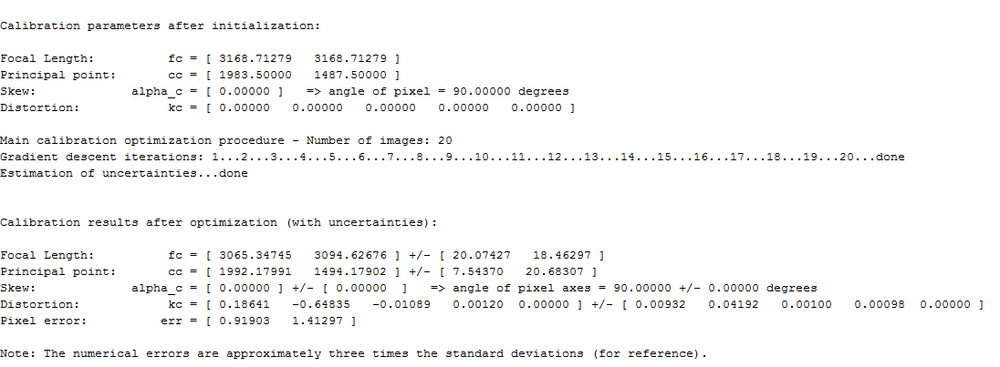 Calibration parameters after initialization:
Focal Length: fc = [ 3168.71279 3168.71279 ]
Principal point: cc = [ 1983.50000 1487.50000 ]
Skew: alpha_c = [ 0.00000 ] => angle of pixel = 90.00000 degrees
Distortion: kc = [ 0.00000 0.00000 0.00000 0.00000 0.00000 ]
Main calibration optimization procedure - Number of images: 20
Gradient descent iterations: 1...2...3...4...5...6...7...8...9...10...11...12...13...14...15...16...17...18...19...20...done
Estimation of uncertainties...done
Calibration results after optimization (with uncertainties):
Focal Length: fc = [ 3065.34745 3094.62676 ] +/- [ 20.07427 18.46297 ]
Principal point: cc = [ 1992.17991 1494.17902 ] +/- [ 7.54370 20.68307 ]
Skew: alpha_c = [ 0.00000 ] +/- [ 0.00000 ] => angle of pixel axes = 90.00000 +/- 0.00000 degrees
Distortion: kc = [ 0.18641 -0.64835 -0.01089 0.00120 0.00000 ] +/- [ 0.00932 0.04192 0.00100 0.00098 0.00000 ]
Pixel error: err = [ 0.91903 1.41297 ]
Note: The numerical errors are approximately three times the standard deviations (for reference).